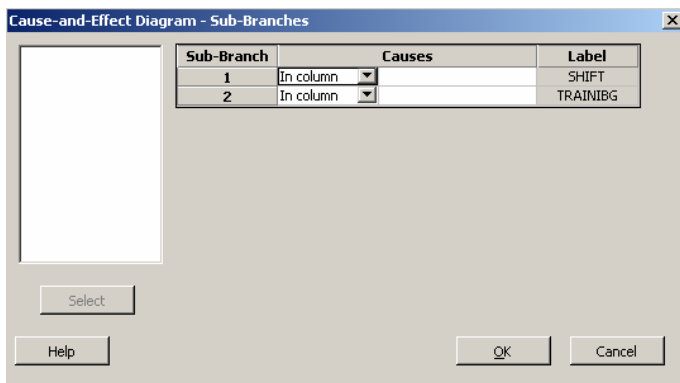 Cause-and-Effect Diagram - Sub-Branches
Sub-Branch Causes Label
1 In column SHIFT
2 In column TRAINIBG
Select
Help OK Cancel